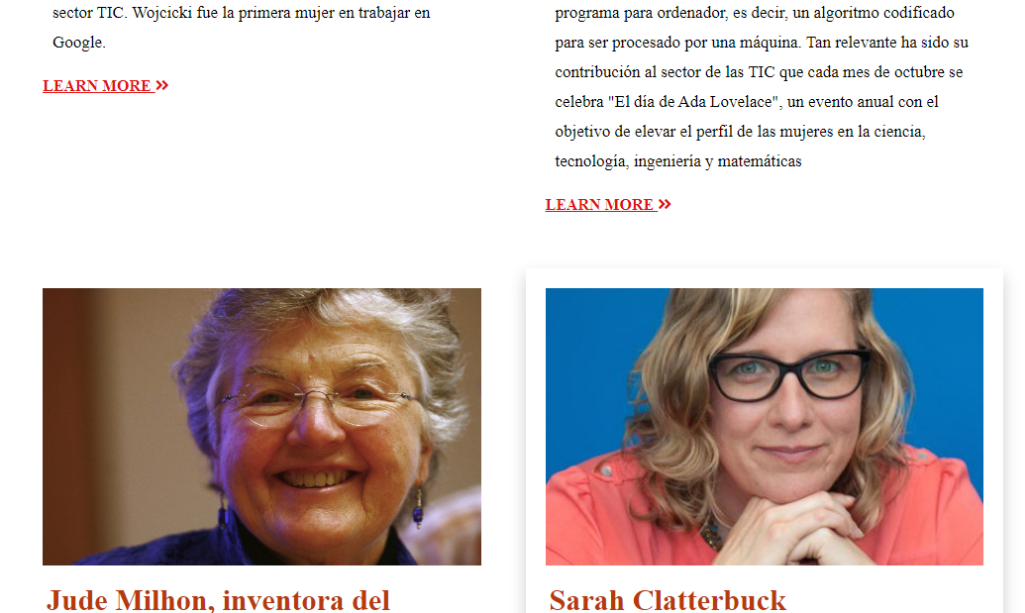 sector TIC. Wojcicki fue la primera mujer en trabajar en
Google.
LEARN MORE »
programa para ordenador, es decir, un algoritmo codificado
para ser procesado por una máquina. Tan relevante ha sido su
contribución al sector de las TIC que cada mes de octubre se
celebra "El día de Ada Lovelace", un evento anual con el
objetivo de elevar el perfil de las mujeres en la ciencia,
tecnología, ingeniería y matemáticas
LEARN MORE »
Jude Milhon, inventora del
Sarah Clatterbuck